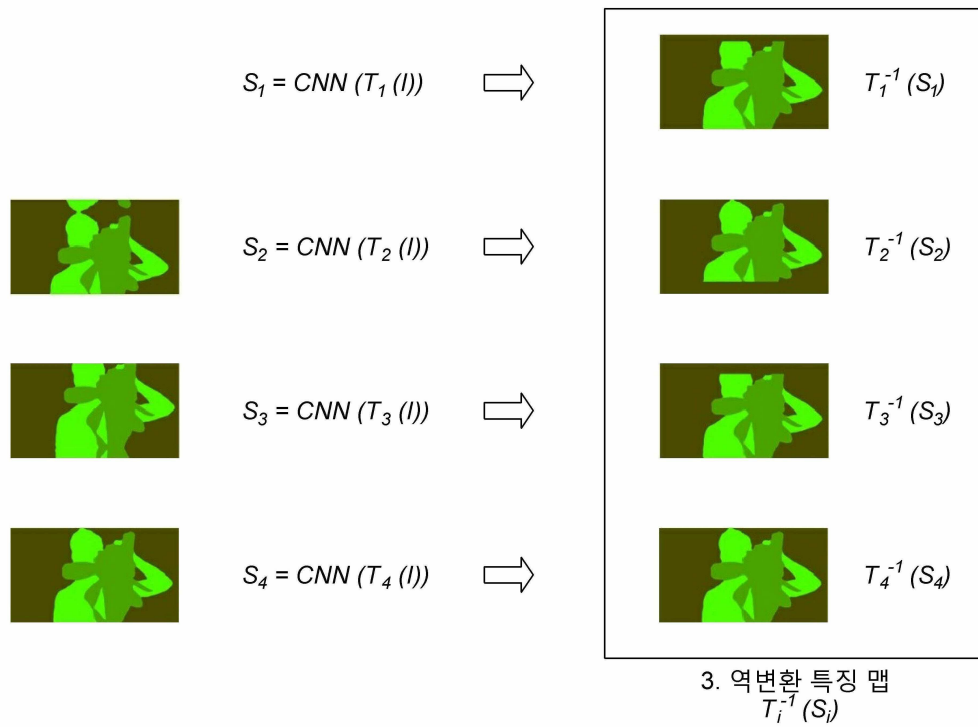 S₁ = CNN (T₁ (I))
T₁⁻¹ (S₁)
S₂ = CNN (T₂ (I))
T₂⁻¹ (S₂)
S₃ = CNN (T₃ (I))
T₃⁻¹ (S₃)
S₄ = CNN (T₄ (I))
T₄⁻¹ (S₄)
3. 역변환 특징 맵
Tᵢ⁻¹ (Sᵢ)